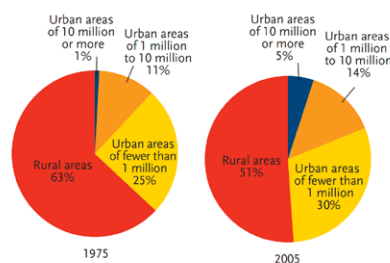 Urban areas
of 10 million
or more
1%
Urban areas
of 1 million
to 10 million
11%
Rural areas
63%
Urban areas
of fewer than
1 million
25%
1975
Urban areas
of 10 million
or more
5%
Urban areas
of 1 million
to 10 million
14%
Rural areas
51%
Urban areas
of fewer than
1 million
30%
2005